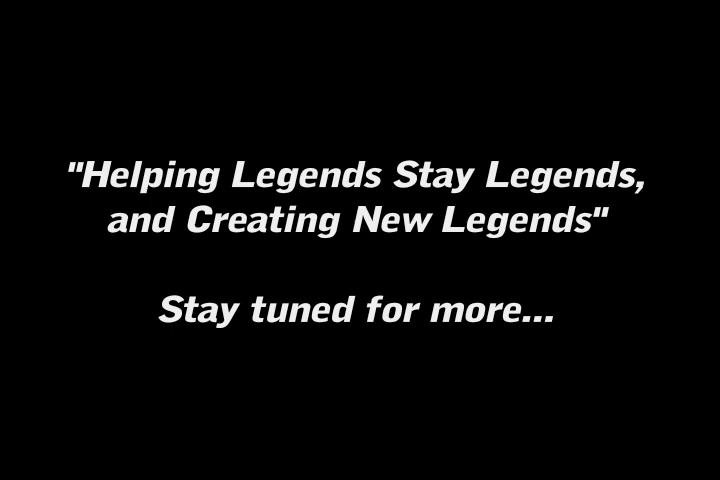 "Helping Legends Stay Legends,
and Creating New Legends"
Stay tuned for more...